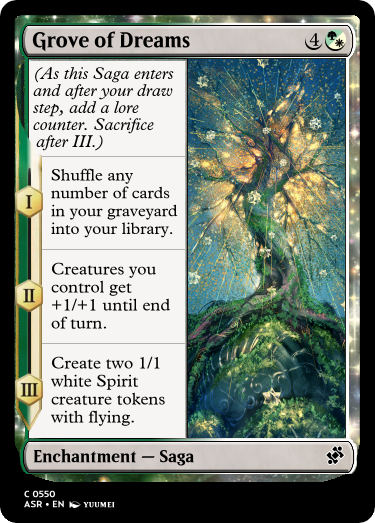 Grove of Dreams 4
(As this Saga enters
and after your draw
step, add a lore
counter. Sacrifice
after III.)
I
Shuffle any
number of cards
in your graveyard
into your library.
II
Creatures you
control get
+1/+1 until end
of turn.
III
Create two 1/1
white Spirit
creature tokens
with flying.
Enchantment — Saga
C 0550
ASR • EN YUUMEI